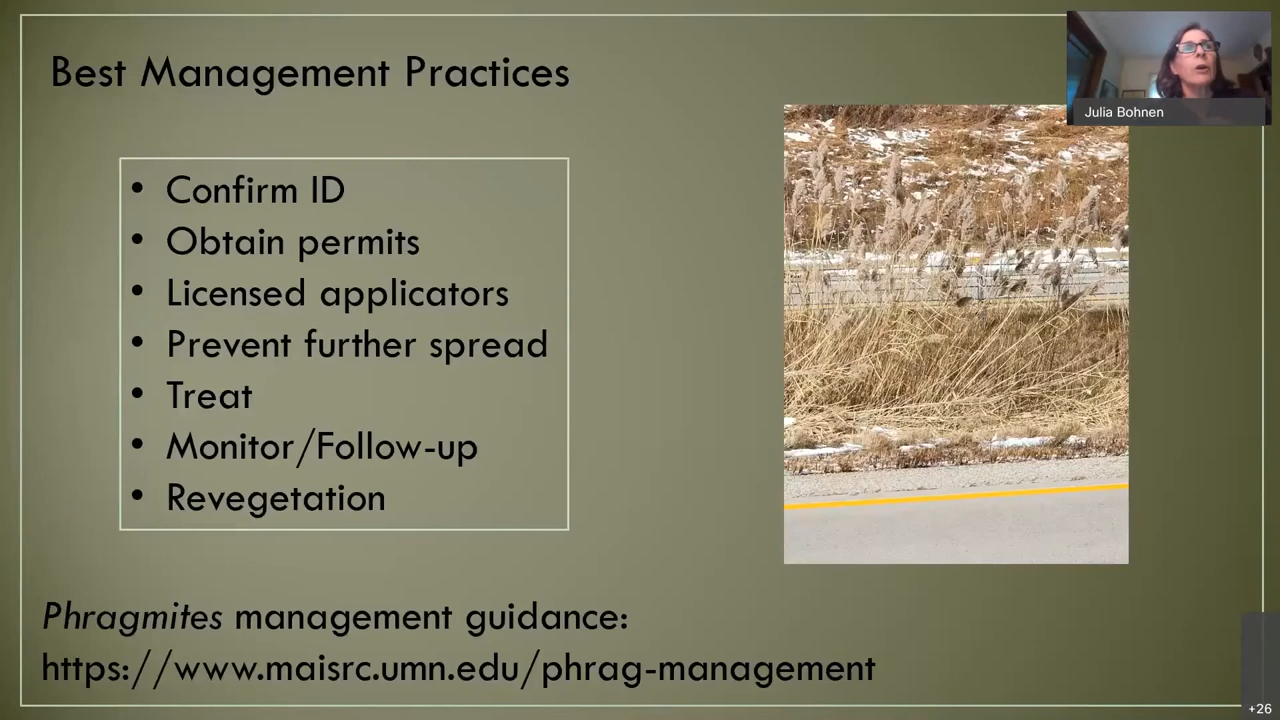 Best Management Practices
Julia Bohnen
• Confirm ID
• Obtain permits
• Licensed applicators
• Prevent further spread
• Treat
• Monitor/Follow-up
• Revegetation
Phragmites management guidance:
https://www.maisrc.umn.edu/phrag-management
+26